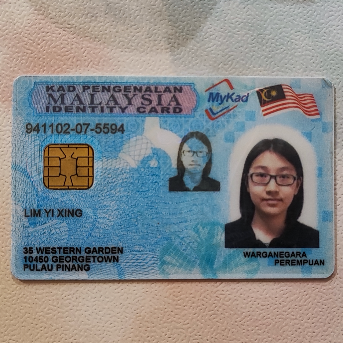 KAD PENGENALAN
MALAYSIA
IDENTITY CARD
MyKad
941102-07-5594
LIM YI XING
35 WESTERN GARDEN
10450 GEORGETOWN
PULAU PINANG
WARGANEGARA
PEREMPUAN